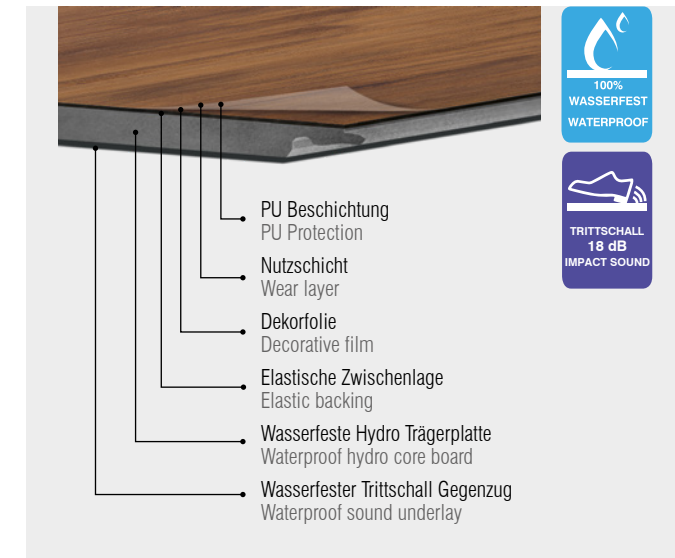 100%
WASSERFEST
WATERPROOF
TRITTSCHALL
18 dB
IMPACT SOUND
PU Beschichtung
PU Protection
Nutzschicht
Wear layer
Dekorfolie
Decorative film
Elastische Zwischenlage
Elastic backing
Wasserfeste Hydro Trägerplatte
Waterproof hydro core board
Wasserfester Trittschall Gegenzug
Waterproof sound underlay